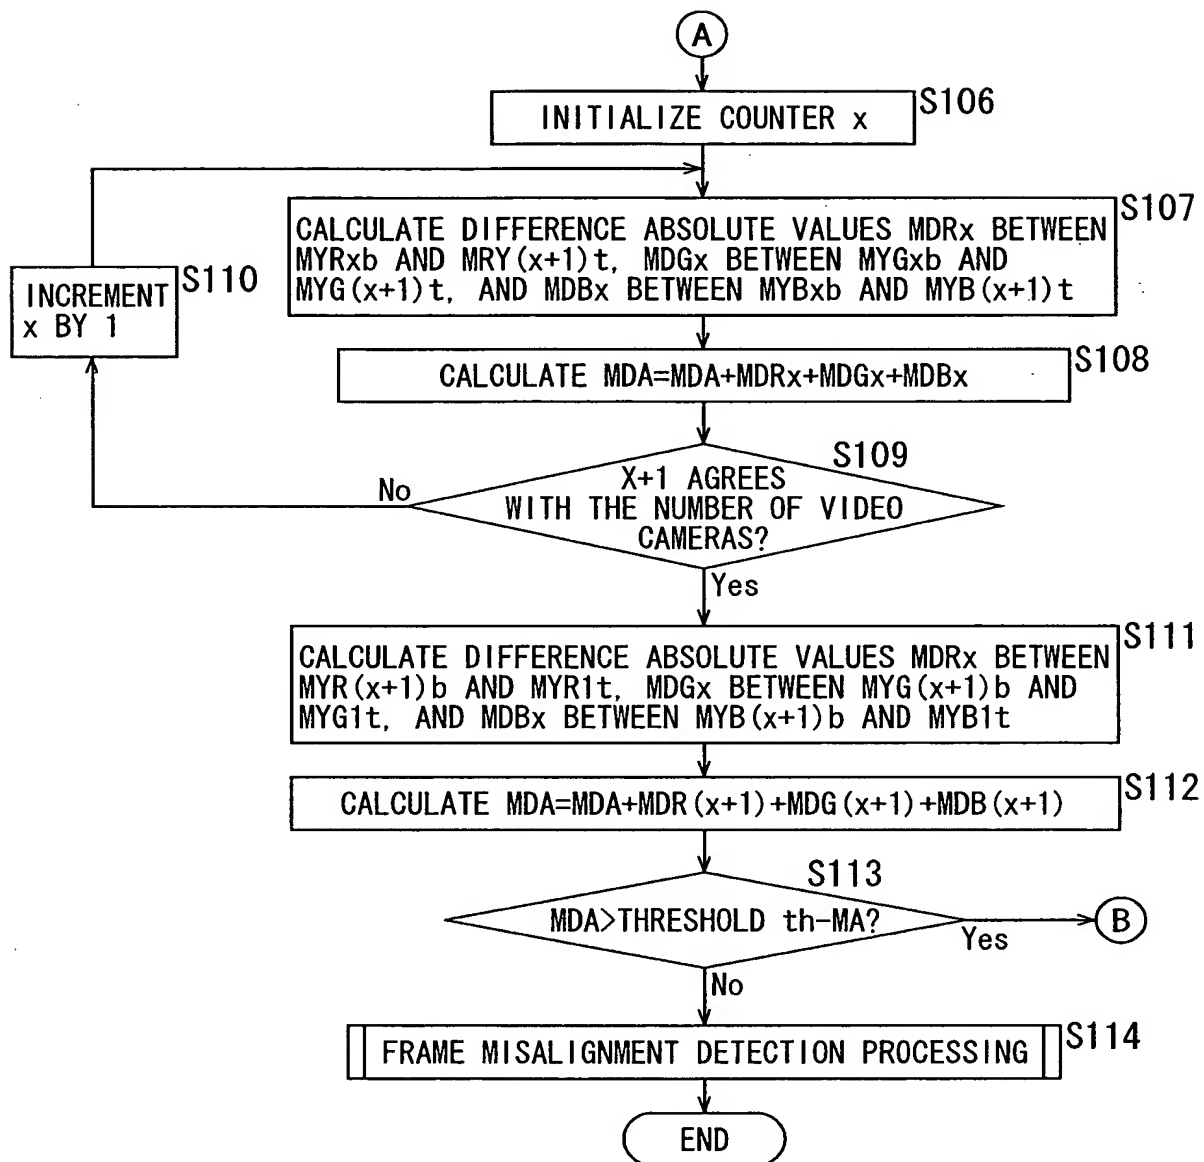 A
INITIALIZE COUNTER x
S106
CALCULATE DIFFERENCE ABSOLUTE VALUES MDRx BETWEEN
MYRxb AND MRY(x+1)t, MDGx BETWEEN MYGxb AND
MYG(x+1)t, AND MDBx BETWEEN MYBxb AND MYB(x+1)t
S107
INCREMENT
x BY 1
S110
CALCULATE MDA=MDA+MDRx+MDGx+MDBx
S108
S109
X+1 AGREES
WITH THE NUMBER OF VIDEO
CAMERAS?
No
Yes
CALCULATE DIFFERENCE ABSOLUTE VALUES MDRx BETWEEN
MYR(x+1)b AND MYR1t, MDGx BETWEEN MYG(x+1)b AND
MYG1t, AND MDBx BETWEEN MYB(x+1)b AND MYB1t
S111
CALCULATE MDA=MDA+MDR(x+1)+MDG(x+1)+MDB(x+1)
S112
S113
MDA>THRESHOLD th-MA?
Yes
B
No
FRAME MISALIGNMENT DETECTION PROCESSING
S114
END